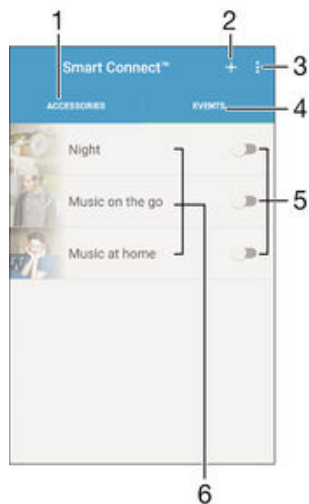 1 2
Smart Connect™ + 3
ACCESSORIES EVENTS 4
Night
Music on the go 5
Music at home
6